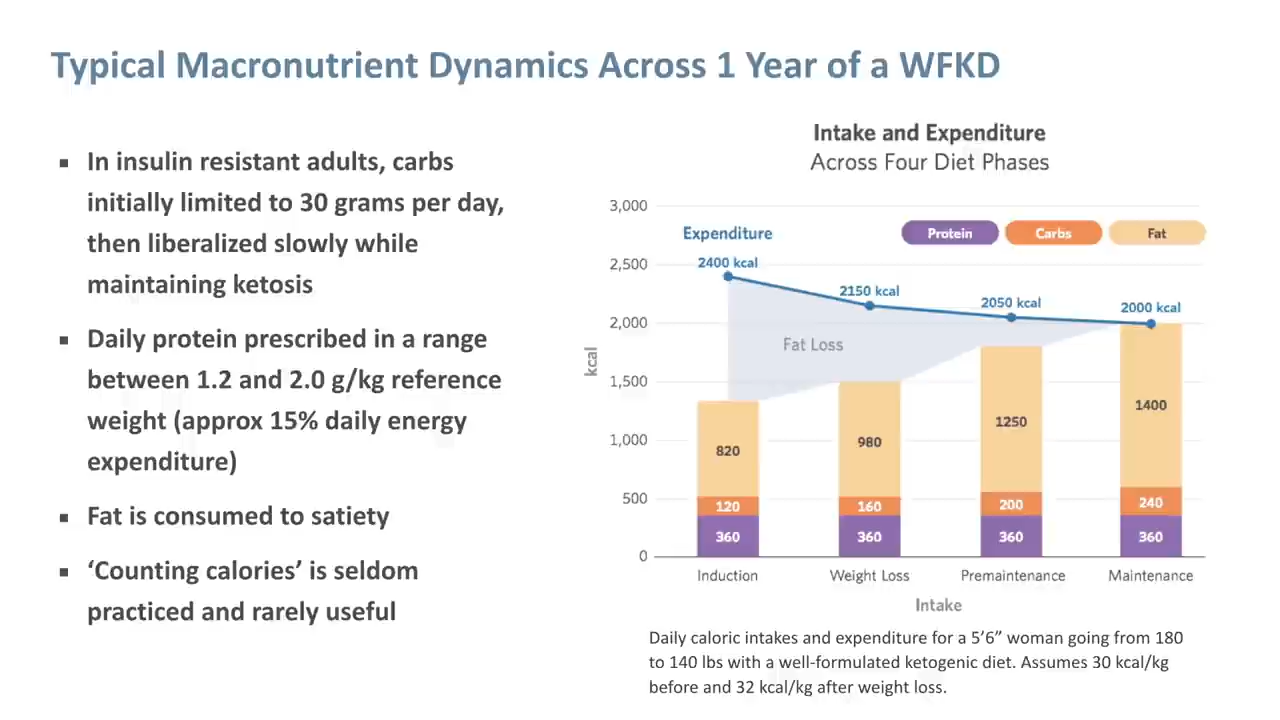 Typical Macronutrient Dynamics Across 1 Year of a WFKD
▪ In insulin resistant adults, carbs
initially limited to 30 grams per day,
then liberalized slowly while
maintaining ketosis
▪ Daily protein prescribed in a range
between 1.2 and 2.0 g/kg reference
weight (approx 15% daily energy
expenditure)
▪ Fat is consumed to satiety
▪ ‘Counting calories’ is seldom
practiced and rarely useful
Intake and Expenditure
Across Four Diet Phases
3,000
Expenditure
Protein Carbs Fat
2400 kcal
2,500
2150 kcal
2050 kcal
2000 kcal
2,000
Fat Loss
kcal
1,500
1,000
500
0
820 980 1250 1400
120 160 200 240
360 360 360 360
Induction Weight Loss Premaintenance Maintenance
Intake
Daily caloric intakes and expenditure for a 5’6” woman going from 180
to 140 lbs with a well-formulated ketogenic diet. Assumes 30 kcal/kg
before and 32 kcal/kg after weight loss.